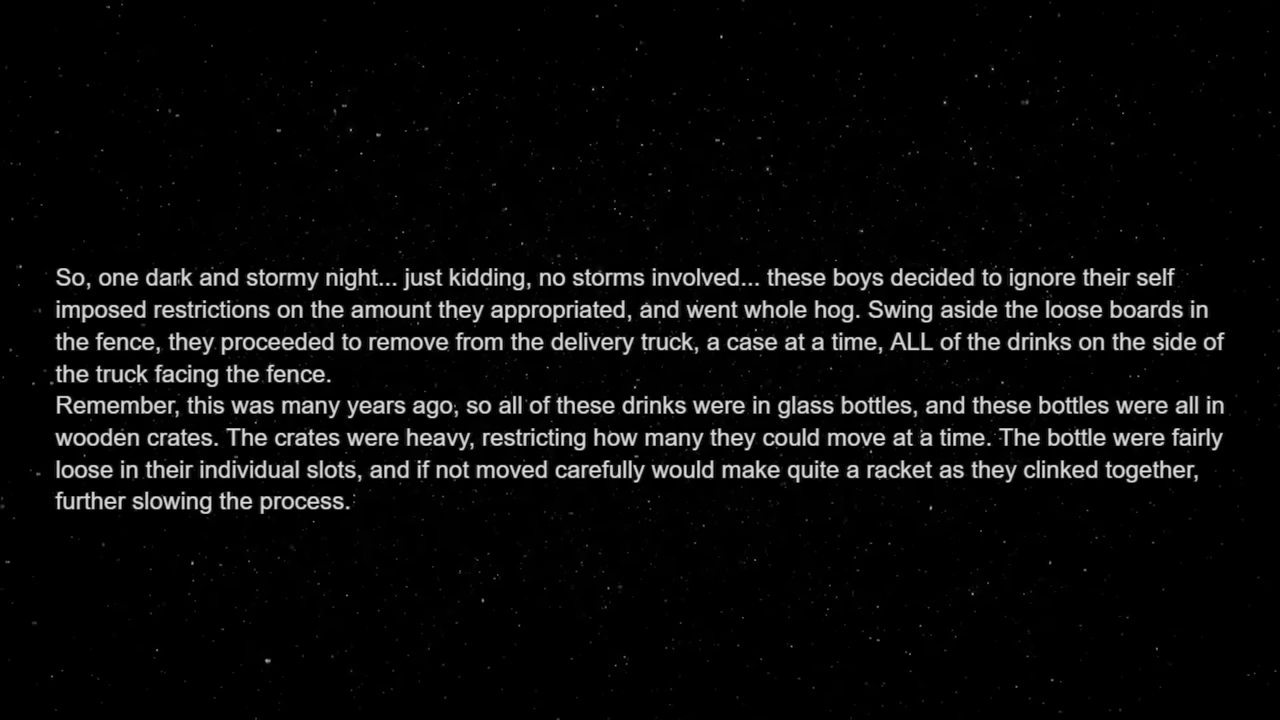 So, one dark and stormy night... just kidding, no storms involved... these boys decided to ignore their self
imposed restrictions on the amount they appropriated, and went whole hog. Swing aside the loose boards in
the fence, they proceeded to remove from the delivery truck, a case at a time, ALL of the drinks on the side of
the truck facing the fence.
Remember, this was many years ago, so all of these drinks were in glass bottles, and these bottles were all in
wooden crates. The crates were heavy, restricting how many they could move at a time. The bottle were fairly
loose in their individual slots, and if not moved carefully would make quite a racket as they clinked together,
further slowing the process.